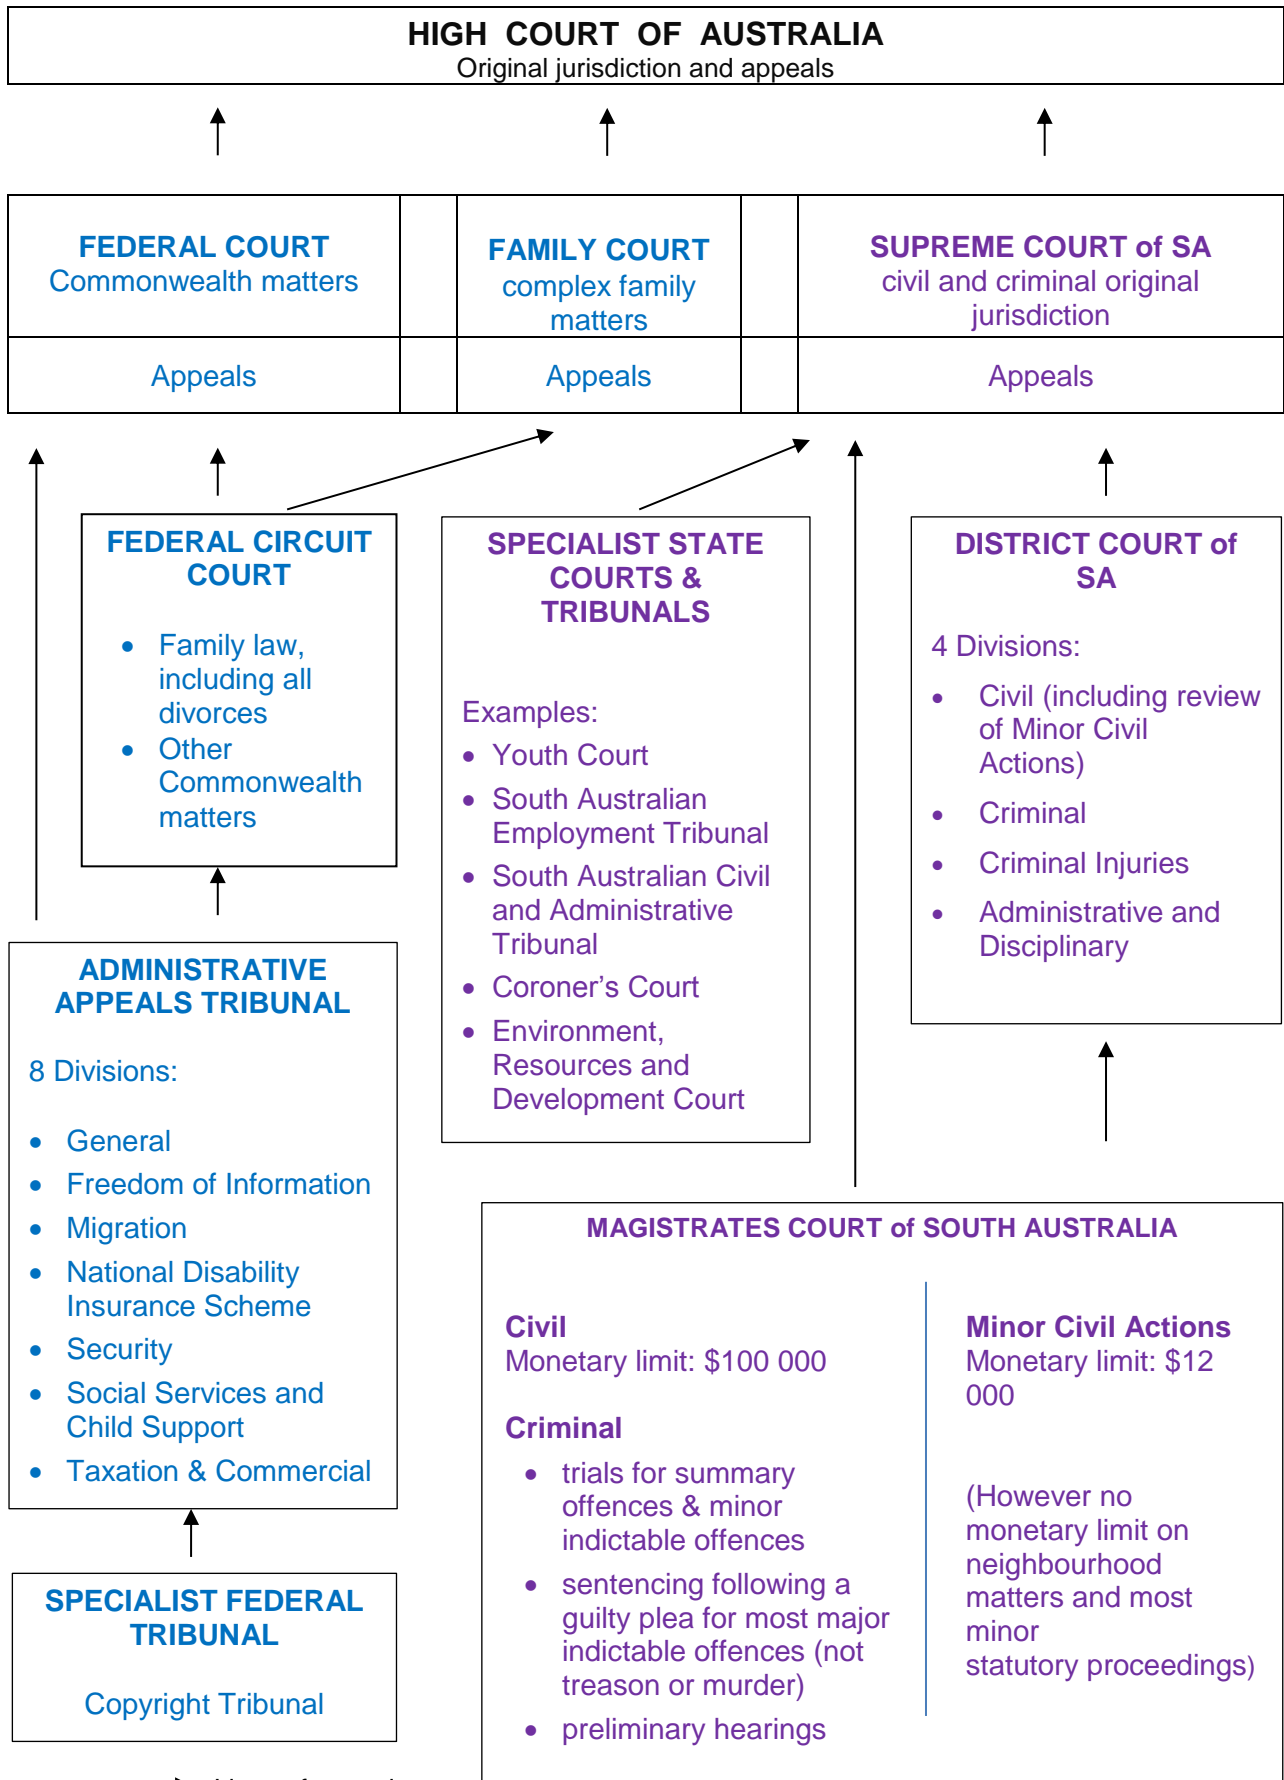 HIGH COURT OF AUSTRALIA
Original jurisdiction and appeals
FEDERAL COURT
Commonwealth matters
Appeals
FAMILY COURT
complex family
matters
Appeals
SUPREME COURT of SA
civil and criminal original
jurisdiction
Appeals
FEDERAL CIRCUIT
COURT
• Family law,
including all
divorces
• Other
Commonwealth
matters
SPECIALIST STATE
COURTS &
TRIBUNALS
Examples:
• Youth Court
• South Australian
Employment Tribunal
• South Australian Civil
and Administrative
Tribunal
• Coroner's Court
• Environment,
Resources and
Development Court
DISTRICT COURT of
SA
4 Divisions:
• Civil (including review
of Minor Civil
Actions)
• Criminal
• Criminal Injuries
• Administrative and
Disciplinary
ADMINISTRATIVE
APPEALS TRIBUNAL
8 Divisions:
• General
• Freedom of Information
• Migration
• National Disability
Insurance Scheme
• Security
• Social Services and
Child Support
• Taxation & Commercial
SPECIALIST FEDERAL
TRIBUNAL
Copyright Tribunal
MAGISTRATES COURT of SOUTH AUSTRALIA
Civil
Monetary limit: $100 000
Criminal
• trials for summary
offences & minor
indictable offences
• sentencing following a
guilty plea for most major
indictable offences (not
treason or murder)
• preliminary hearings
Minor Civil Actions
Monetary limit: $12
000
(However no
monetary limit on
neighbourhood
matters and most
minor
statutory proceedings)